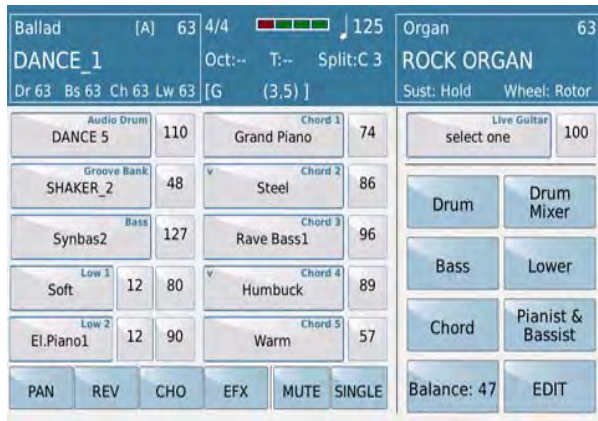 Ballad [A] 63
DANCE_1
Dr 63 Bs 63 Ch 63 Lw 63
4/4 125
Oct:-- T:-- Split:C 3
[G (3,5) ]
Organ 63
ROCK ORGAN
Sust: Hold Wheel: Rotor
Audio Drum
DANCE 5 110
Groove Bank
SHAKER_2 48
Bass
Synbas2 127
Low 1
Soft 12 80
Low 2
El.Piano1 12 90
Chord 1
Grand Piano 74
v Chord 2
Steel 86
Chord 3
Rave Bass1 96
v Chord 4
Humbuck 89
Chord 5
Warm 57
PAN REV CHO EFX MUTE SINGLE
Live Guitar
select one 100
Drum
Drum
Mixer
Bass
Lower
Chord
Pianist &
Bassist
Balance: 47
EDIT